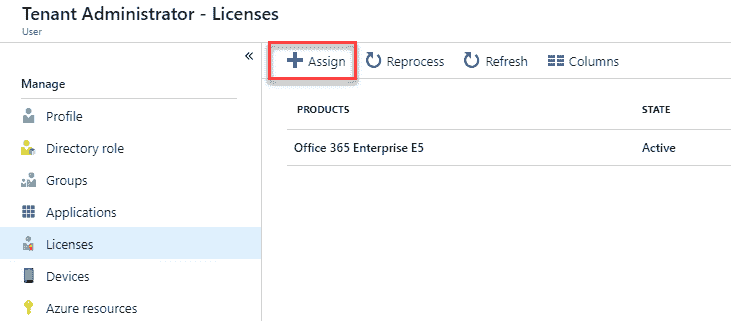 Tenant Administrator - Licenses
User
«
Manage
Profile
Directory role
Groups
Applications
Licenses
Devices
Azure resources
Assign Reprocess Refresh Columns
PRODUCTS STATE
Office 365 Enterprise E5 Active